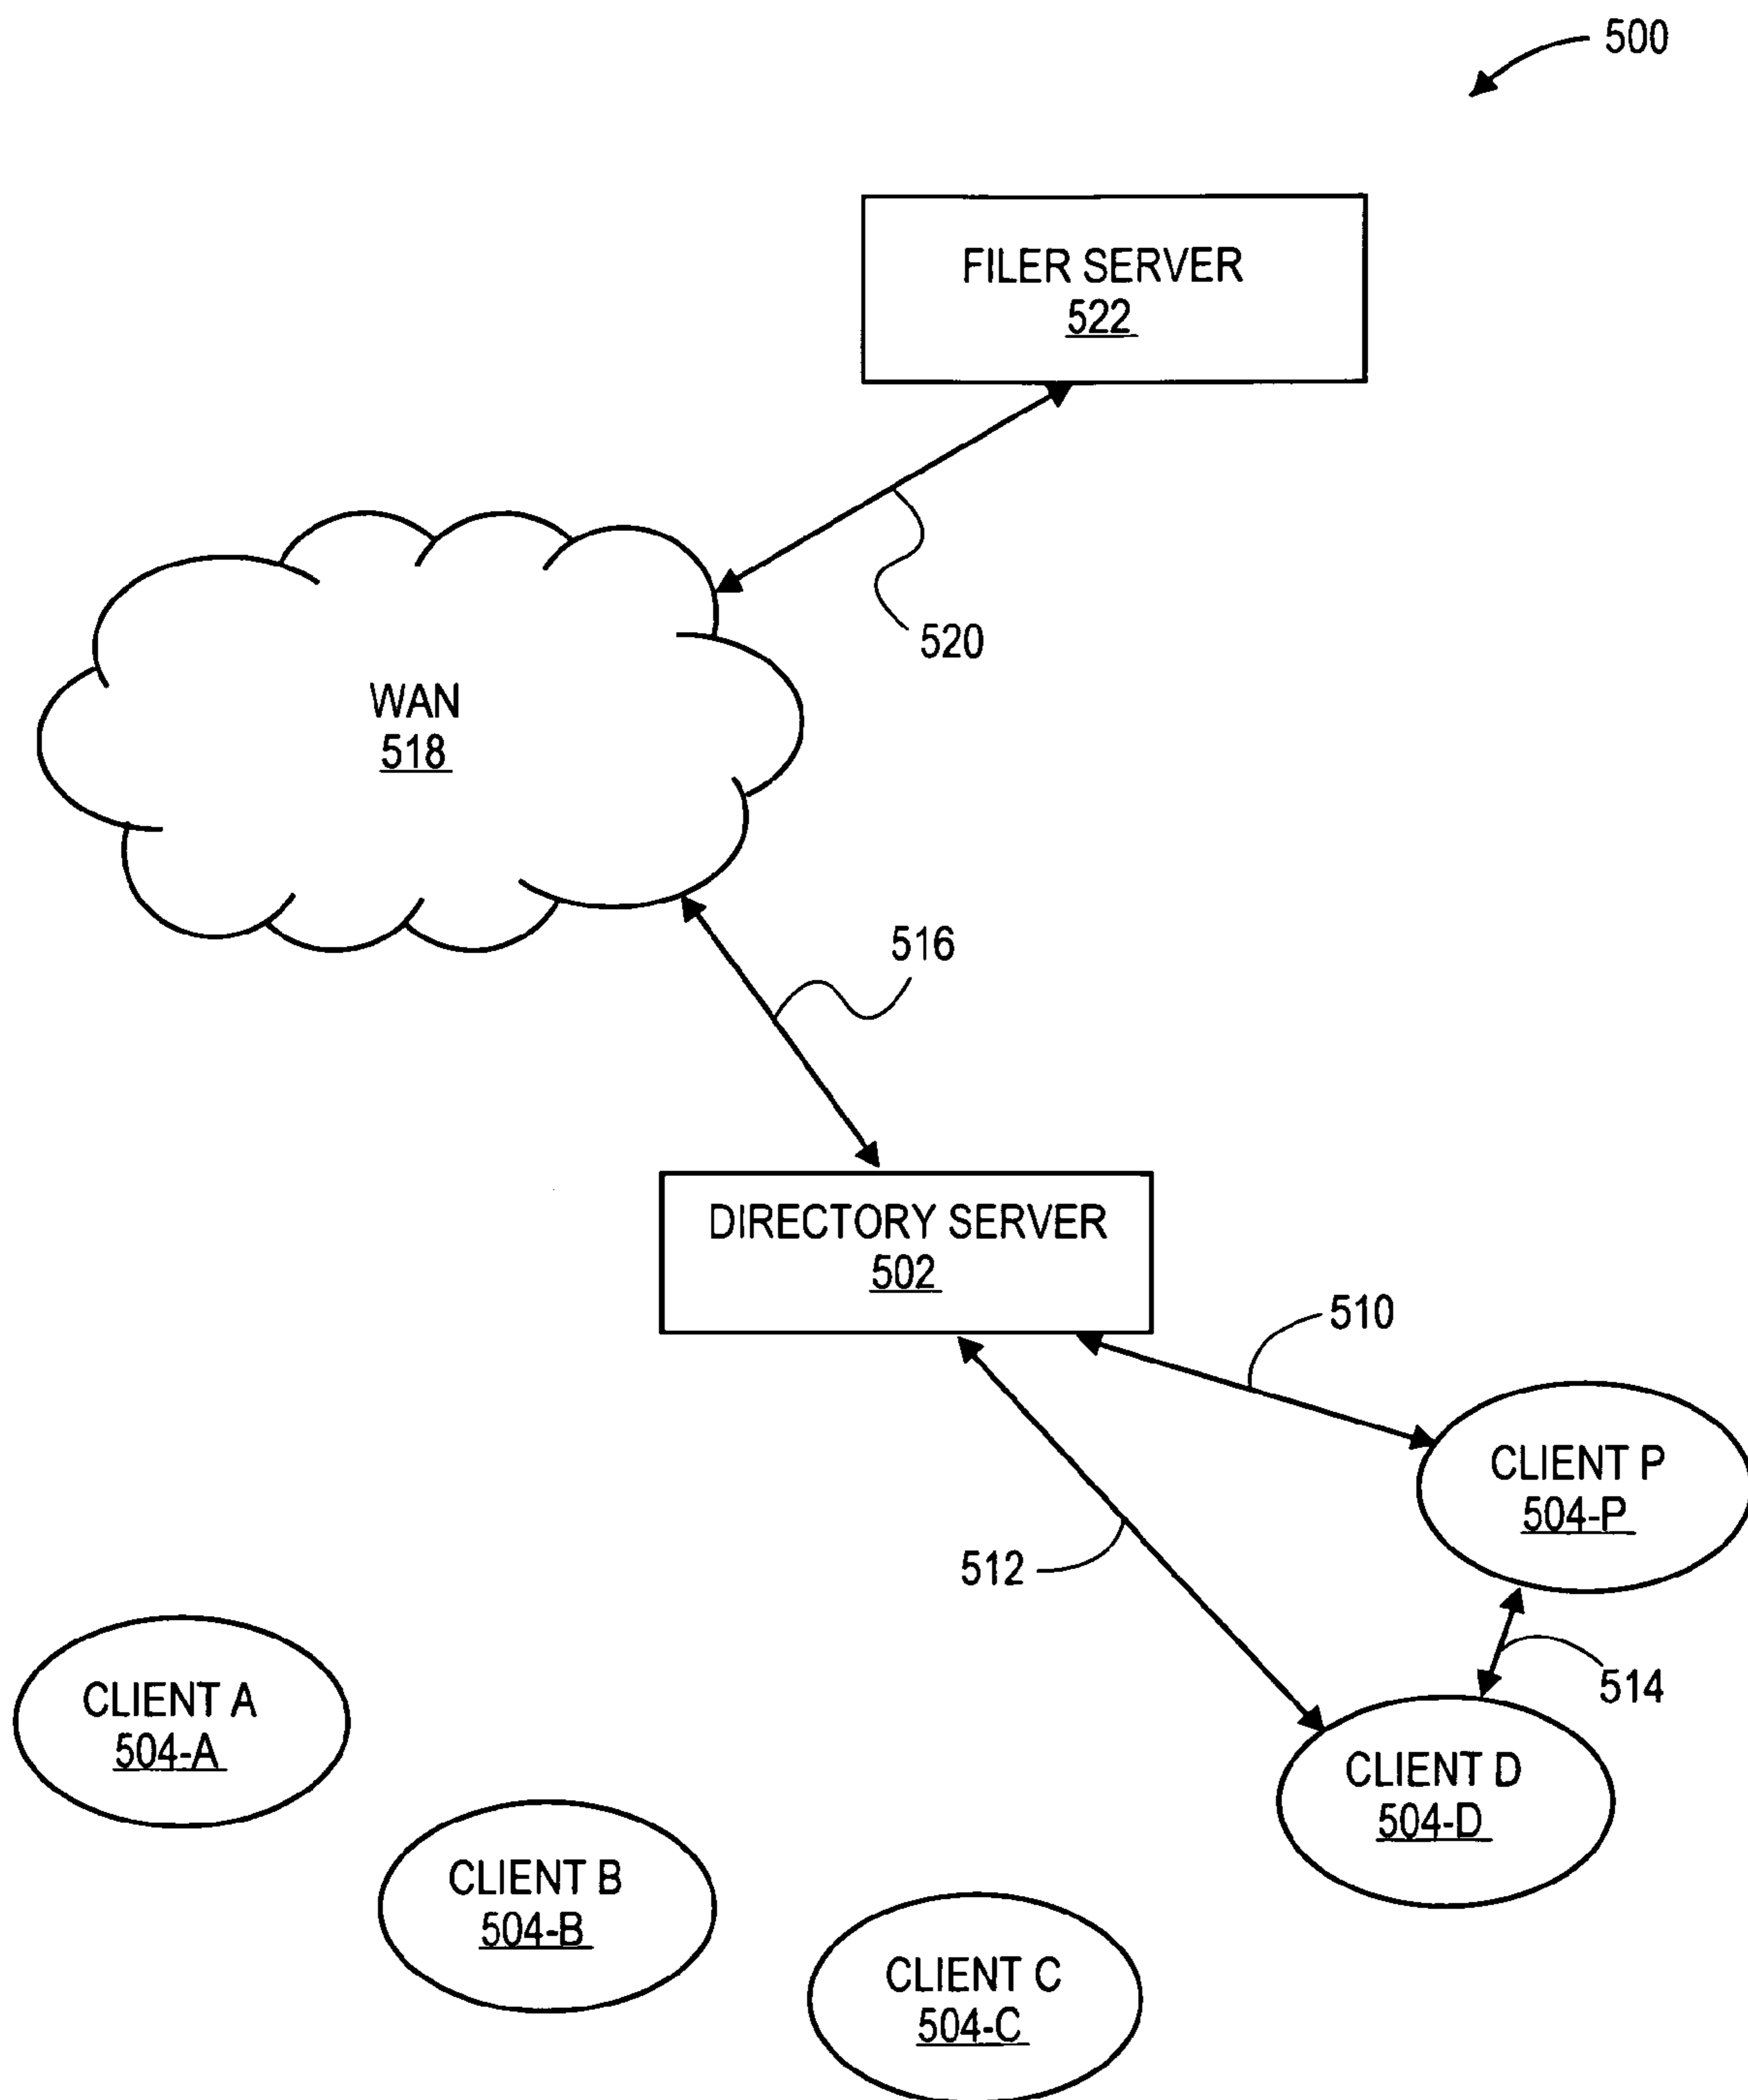 500
FILER SERVER
522
520
WAN
518
516
DIRECTORY SERVER
502
510
CLIENT P
504-P
512
514
CLIENT A
504-A
CLIENT D
504-D
CLIENT B
504-B
CLIENT C
504-C